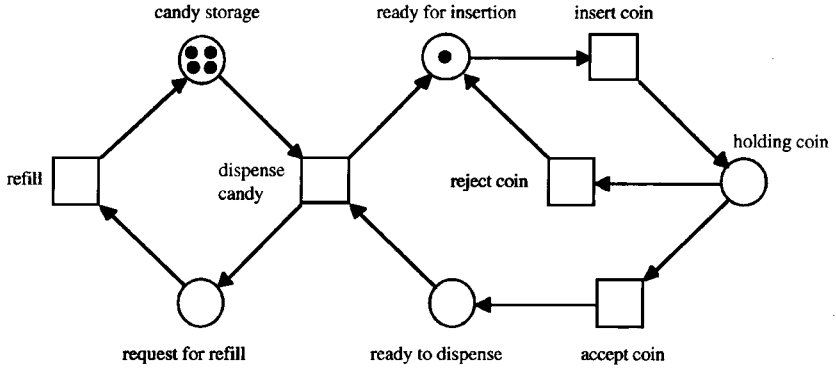 candy storage
ready for insertion
insert coin
holding coin
refill
dispense
candy
reject coin
request for refill
ready to dispense
accept coin